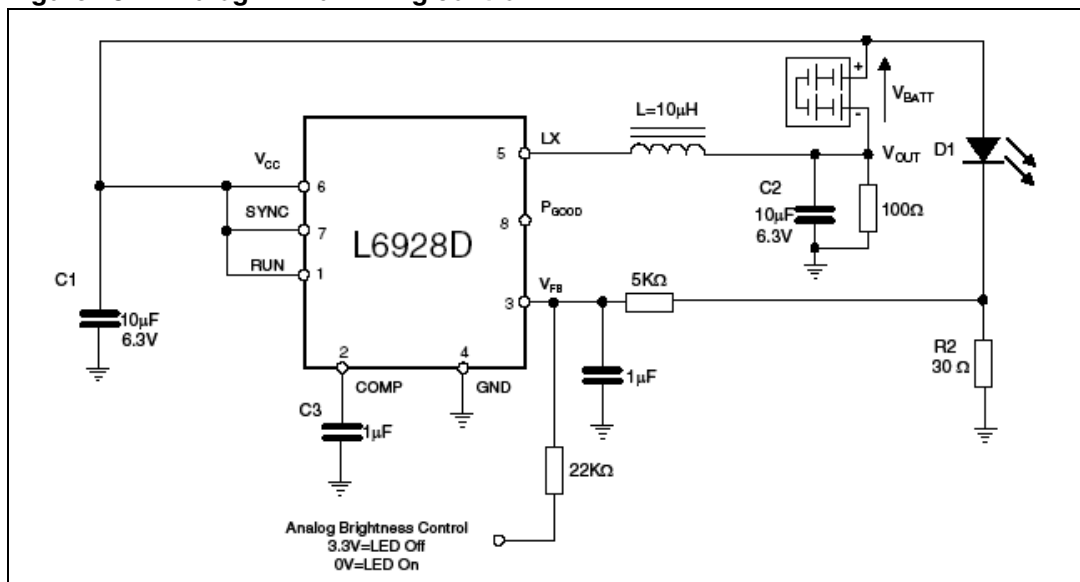 L=10μH
+
-
V_BATT
LX
5
V_OUT
D1
V_CC
6
SYNC
7
RUN
1
P_GOOD
8
L6928D
C2
10μF
6.3V
100Ω
C1
10μF
6.3V
V_FB
3
5KΩ
2
COMP
4
GND
1μF
R2
30 Ω
C3
1μF
22KΩ
Analog Brightness Control
3.3V=LED Off
0V=LED On